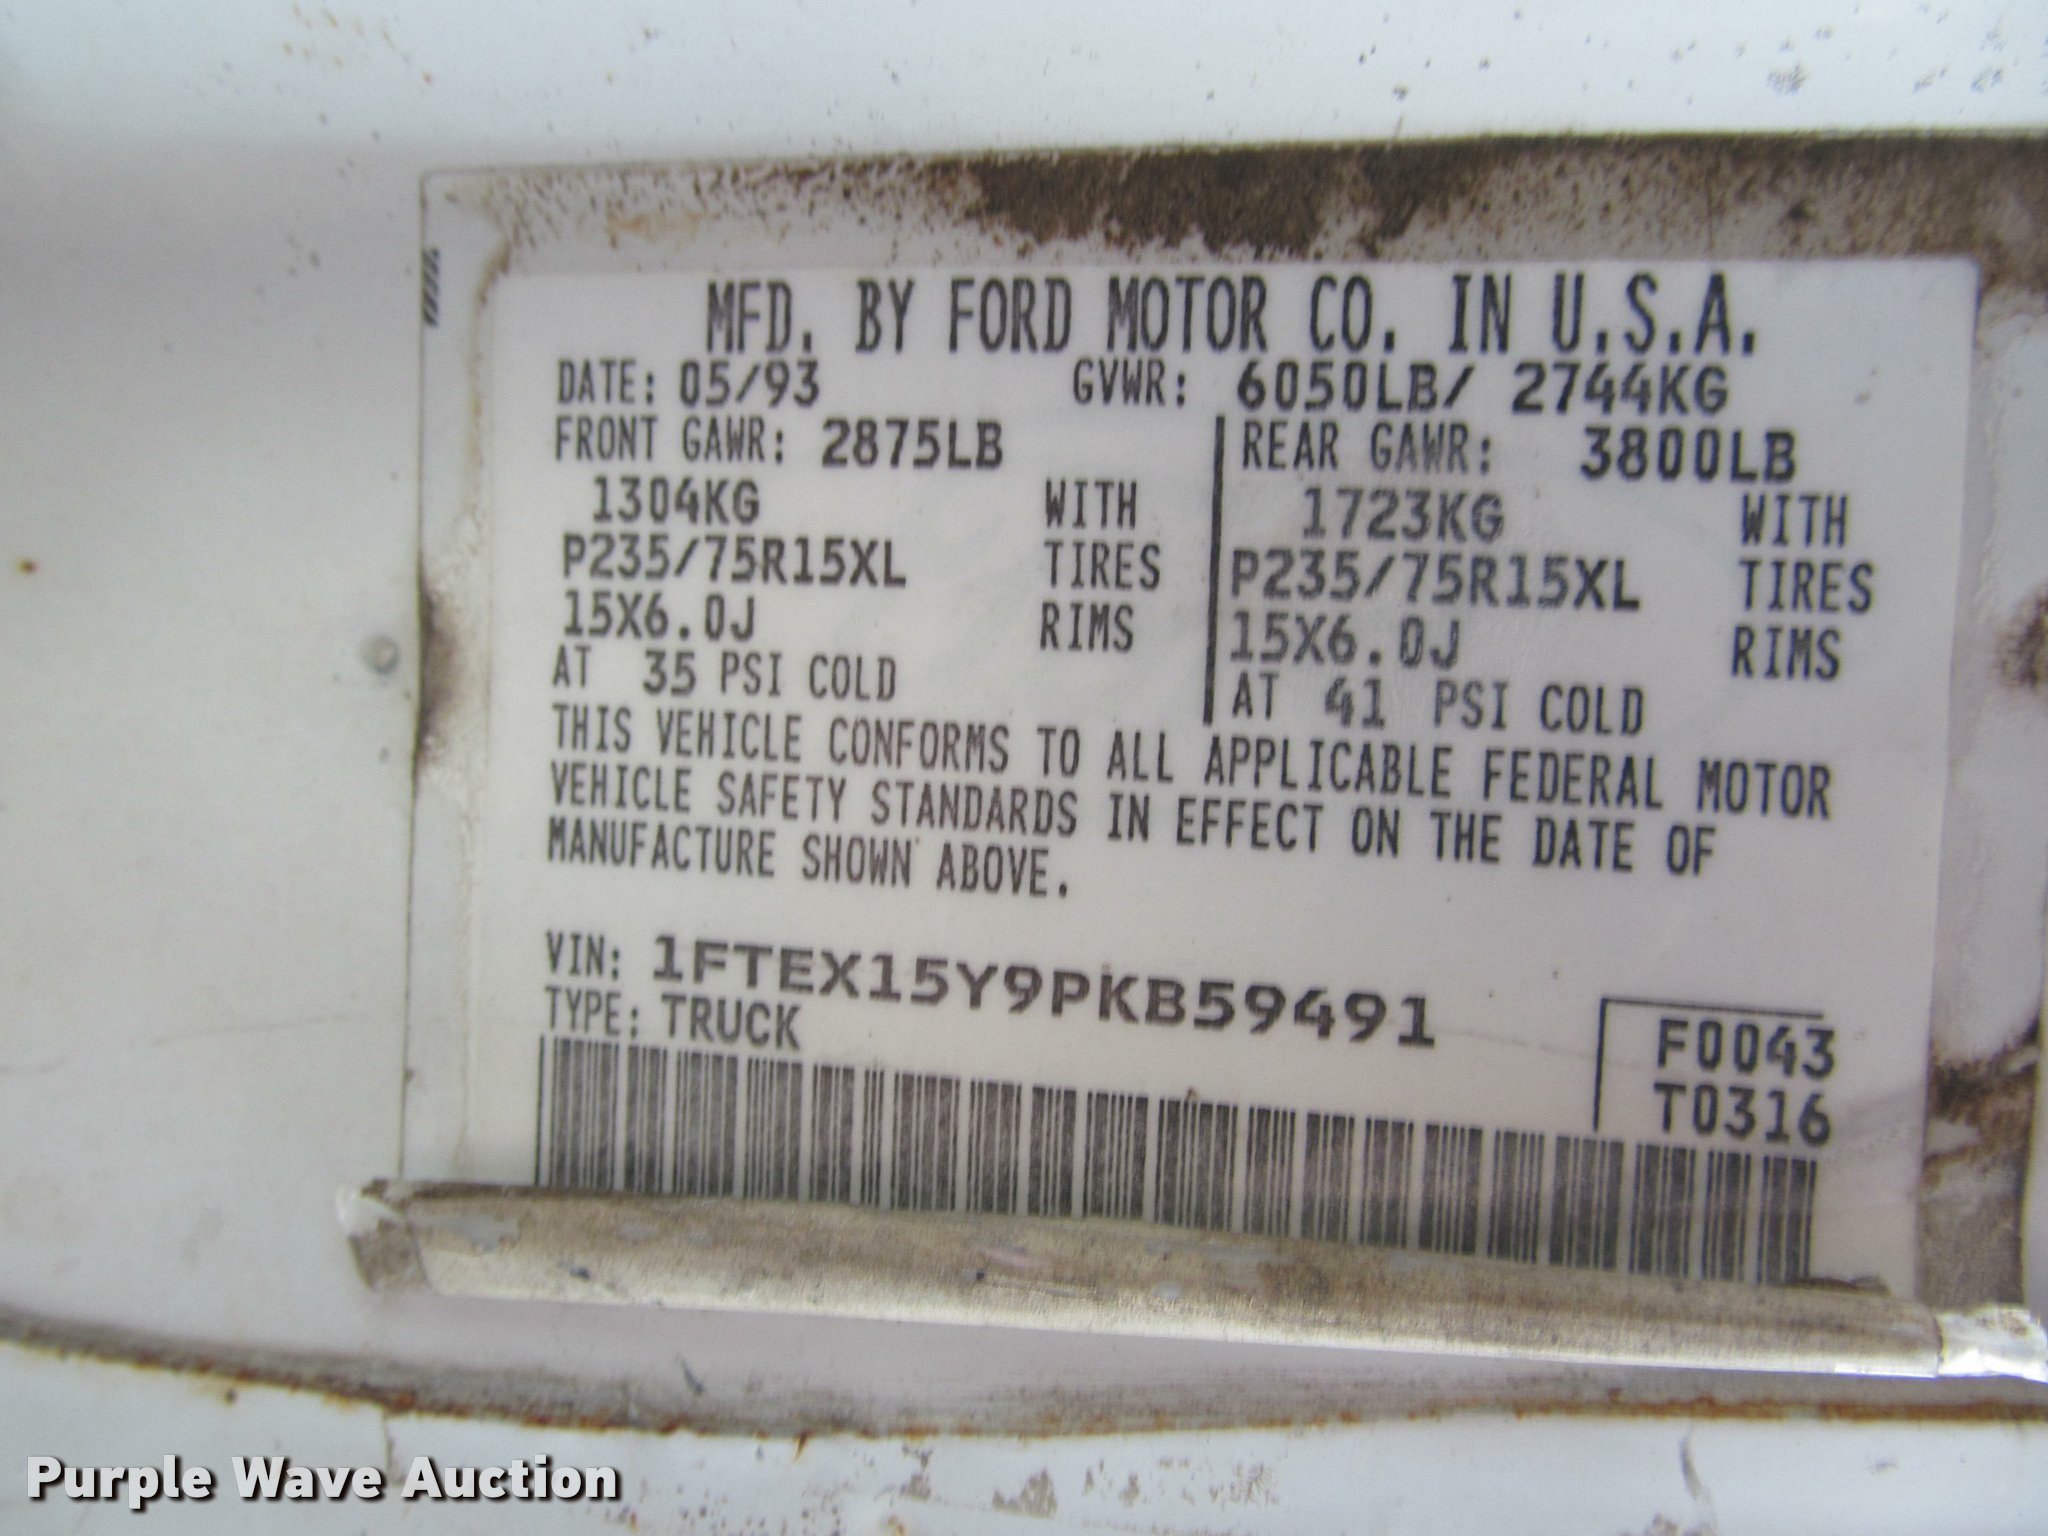 MFD. BY FORD MOTOR CO. IN U.S.A.
DATE: 05/93 GVWR: 6050LB/ 2744KG
FRONT GAWR: 2875LB REAR GAWR: 3800LB
1304KG WITH 1723KG WITH
P235/75R15XL TIRES P235/75R15XL TIRES
15X6.0J RIMS 15X6.0J RIMS
AT 35 PSI COLD AT 41 PSI COLD
THIS VEHICLE CONFORMS TO ALL APPLICABLE FEDERAL MOTOR
VEHICLE SAFETY STANDARDS IN EFFECT ON THE DATE OF
MANUFACTURE SHOWN ABOVE.
VIN: 1FTEX15Y9PKB59491
TYPE: TRUCK
F0043
T0316
Purple Wave Auction